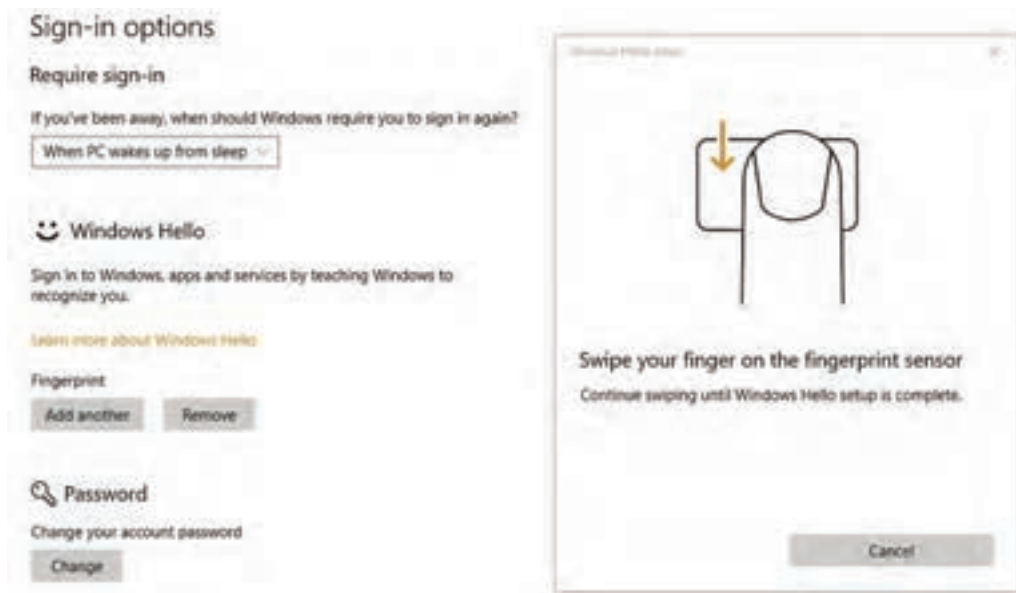 Sign-in options
Require sign-in
If you've been away, when should Windows require you to sign in again?
When PC wakes up from sleep
Windows Hello
Sign in to Windows, apps and services by teaching Windows to
recognize you.
Learn more about Windows Hello
Fingerprint
Add another
Remove
Password
Change your account password
Change
Windows Hello setup
Swipe your finger on the fingerprint sensor
Continue swiping until Windows Hello setup is complete.
Cancel